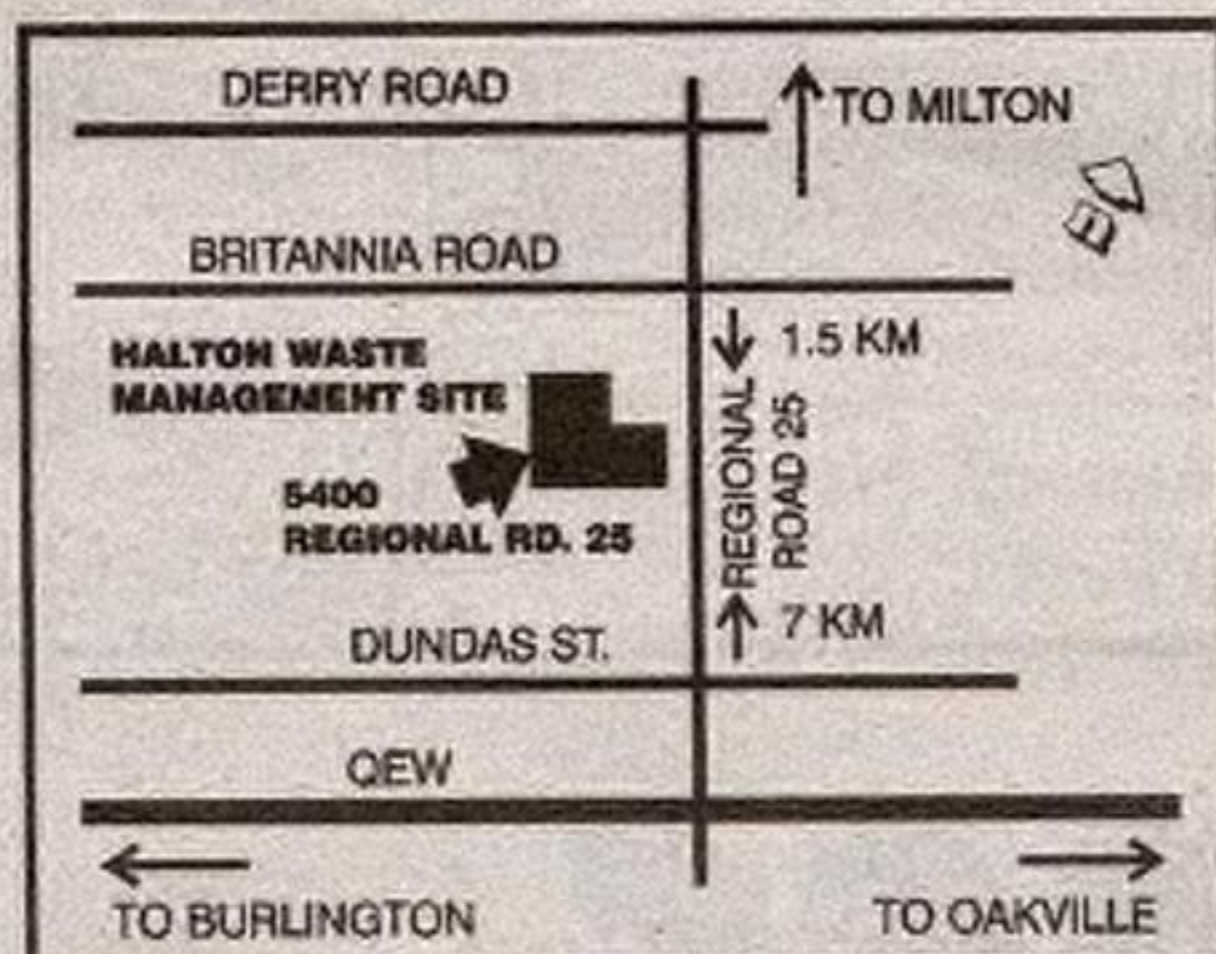 DERRY ROAD
TO MILTON
BRITANNIA ROAD
HALTON WASTE
MANAGEMENT SITE
1.5 KM
REGIONAL
ROAD 25
5400
REGIONAL RD. 25
7 KM
DUNDAS ST.
QEW
TO BURLINGTON
TO OAKVILLE